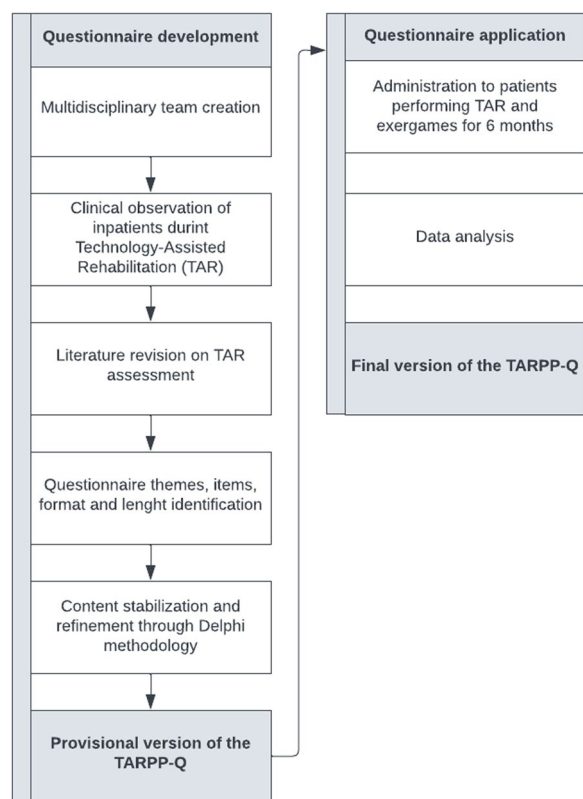 Questionnaire development
Multidisciplinary team creation
Clinical observation of
inpatients durint
Technology-Assisted
Rehabilitation (TAR)
Literature revision on TAR
assessment
Questionnaire themes, items,
format and lenght identification
Content stabilization and
refinement through Delphi
methodology
Provisional version of the
TARPP-Q
Questionnaire application
Administration to patients
performing TAR and
exergames for 6 months
Data analysis
Final version of the TARPP-Q